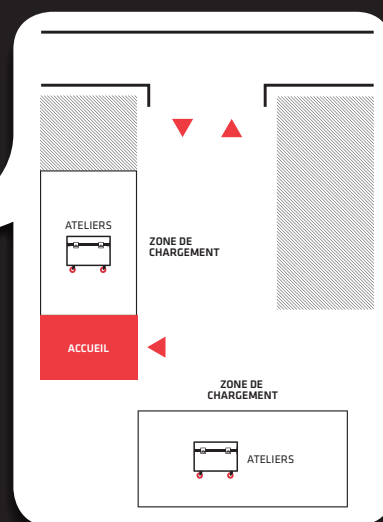 ATELIERS
ZONE DE
CHARGEMENT
ACCUEIL
ZONE DE
CHARGEMENT
ATELIERS